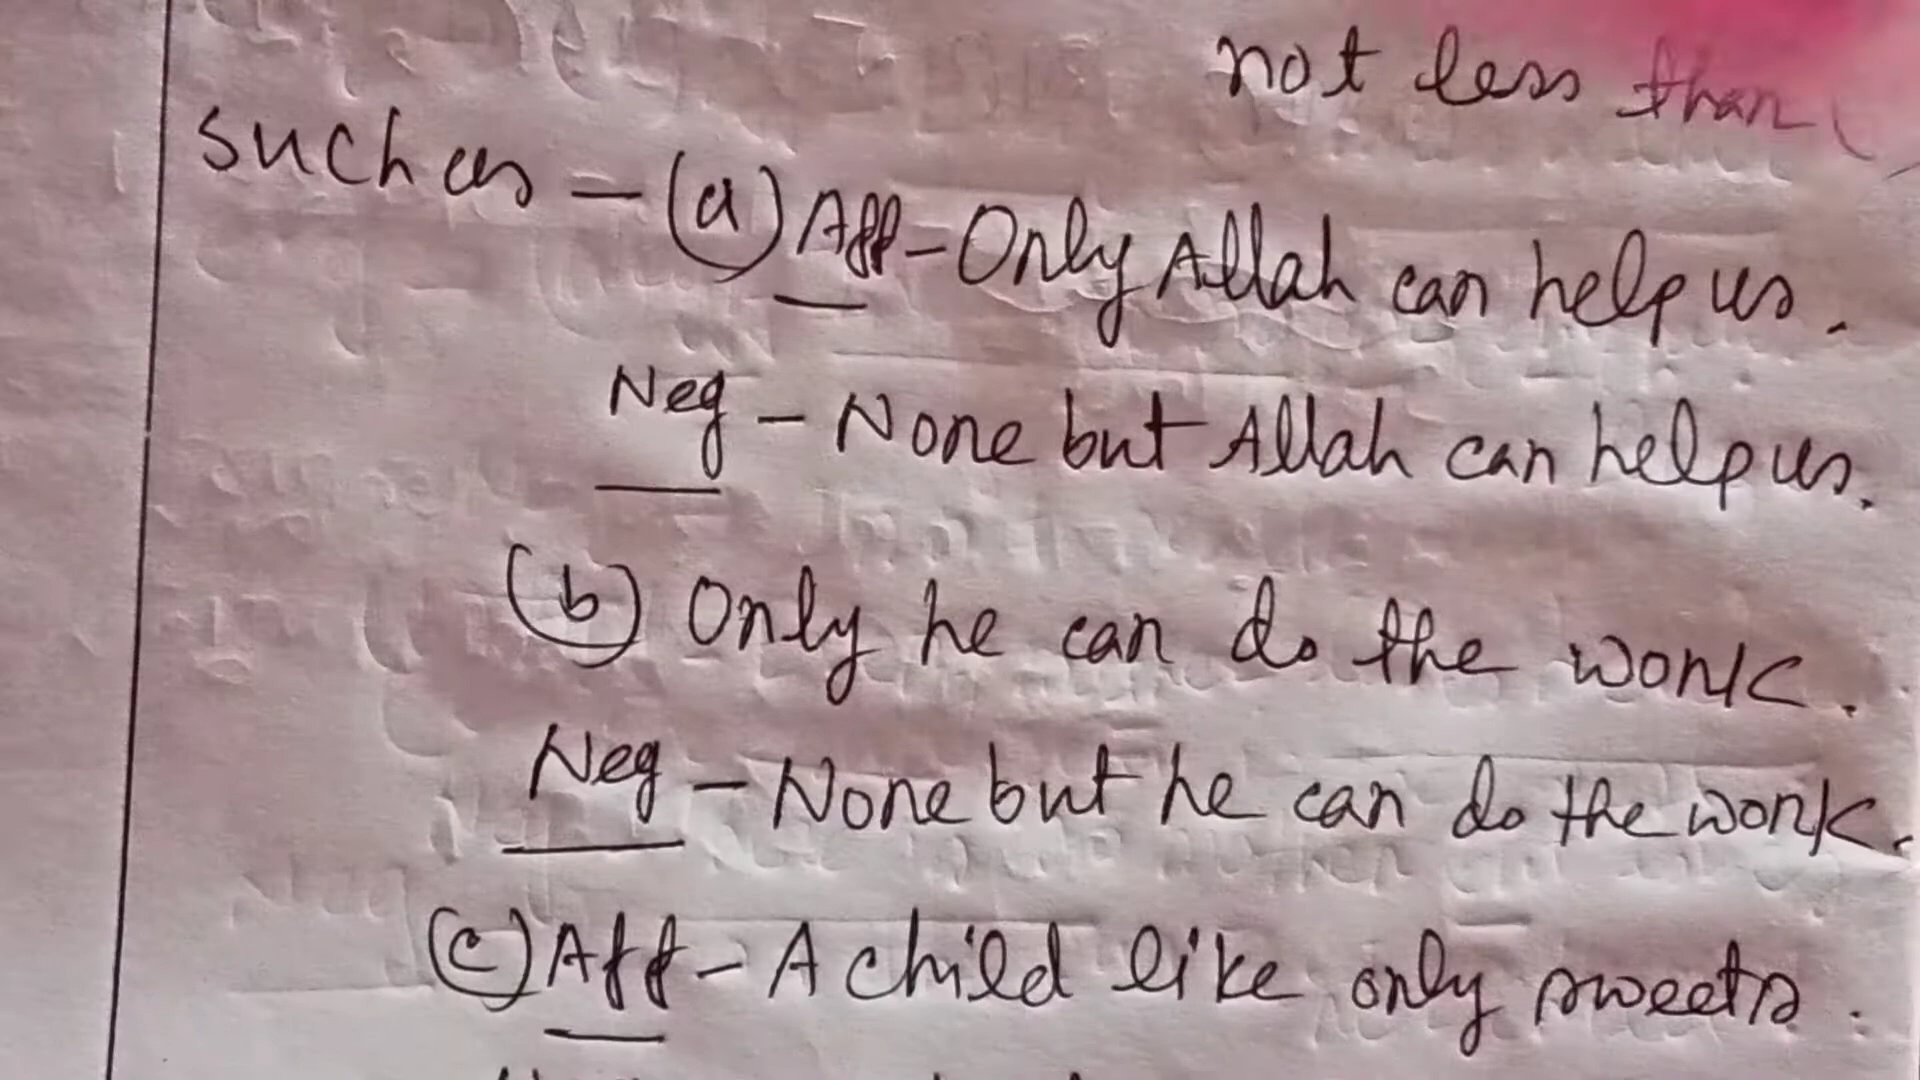 not less than
such as - (a) Aff - Only Allah can help us.
Neg - None but Allah can help us.
(b) Only he can do the work.
Neg - None but he can do the work.
(c) Aff - A child like only sweets.